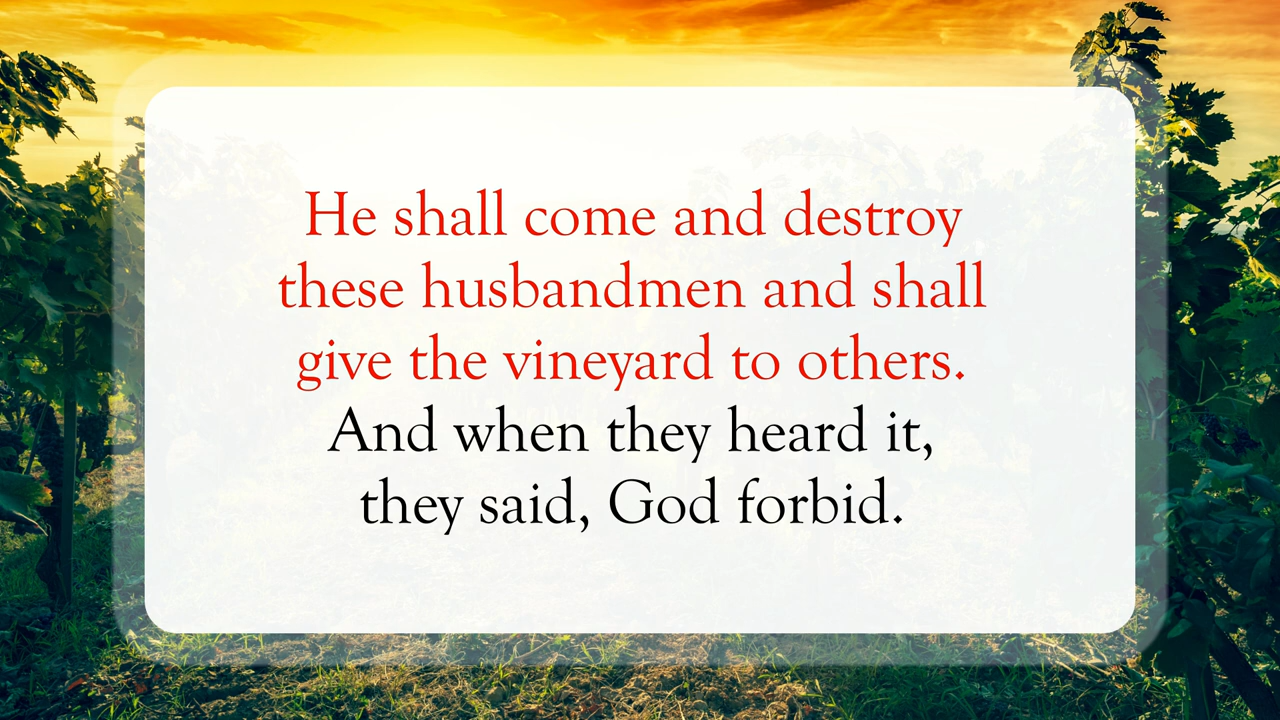 He shall come and destroy
these husbandmen and shall
give the vineyard to others.
And when they heard it,
they said, God forbid.